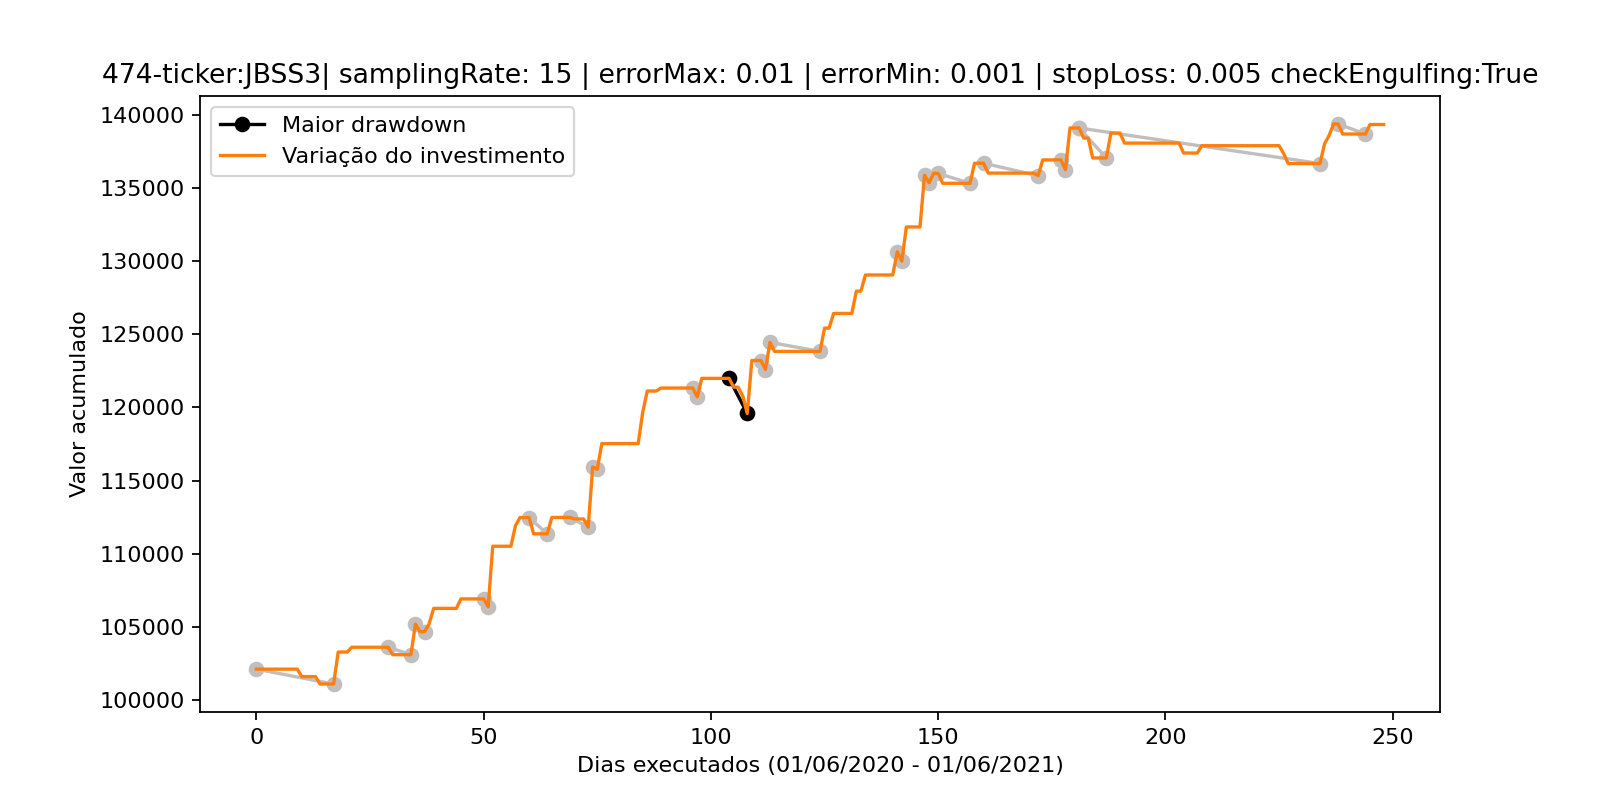 474-ticker:JBSS3| samplingRate: 15 | errorMax: 0.01 | errorMin: 0.001 | stopLoss: 0.005 checkEngulfing:True
Maior drawdown
Variação do investimento
Valor acumulado
140000
135000
130000
125000
120000
115000
110000
105000
100000
0 50 100 150 200 250
Dias executados (01/06/2020 - 01/06/2021)